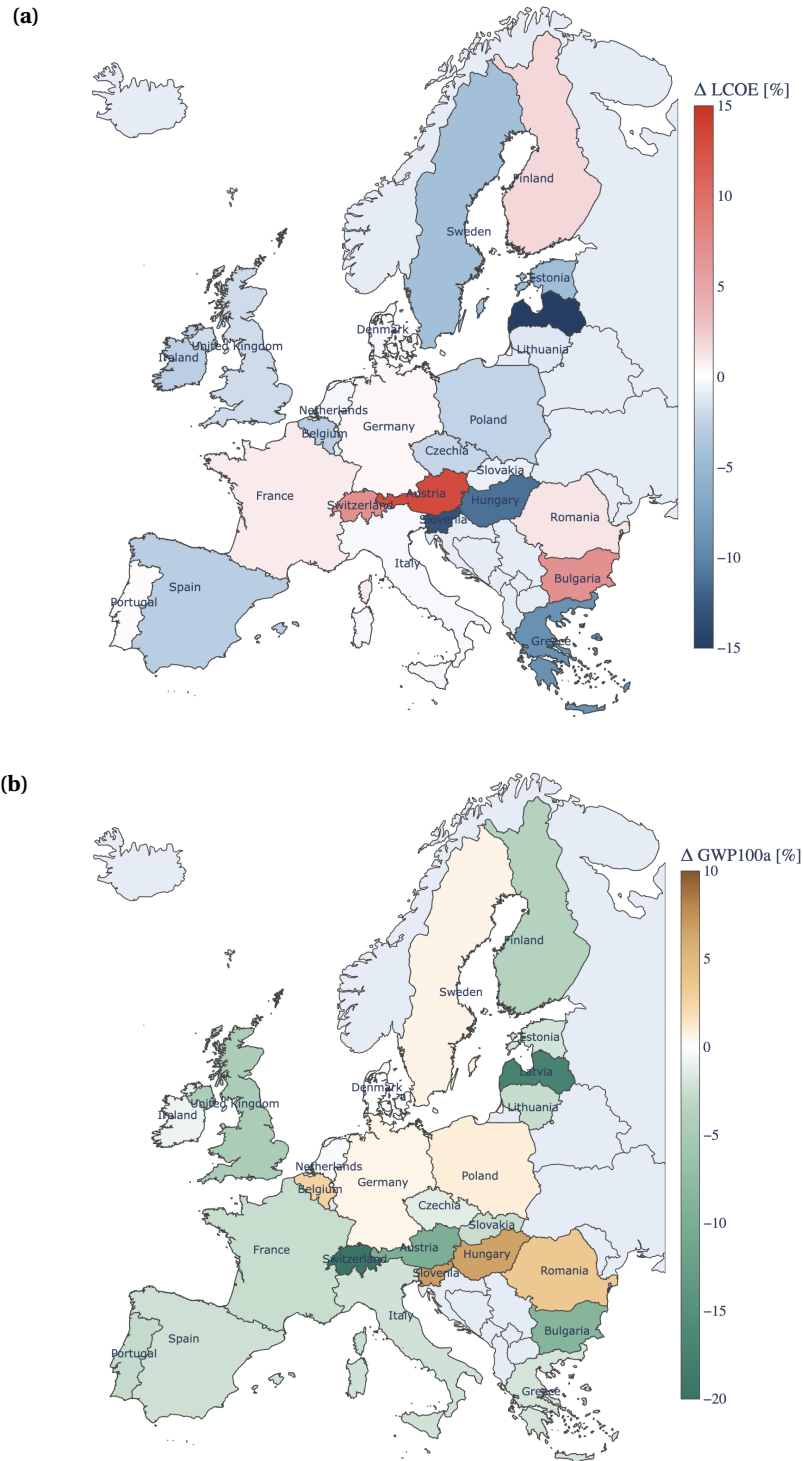 (a)
Δ LCOE [%]
15
10
5
0
−5
−10
−15
Finland
Sweden
Estonia
Denmark
Lithuania
Ireland
United Kingdom
Netherlands
Belgium
Germany
Poland
Czechia
Slovakia
France
Switzerland
Austria
Hungary
Slovenia
Romania
Italy
Bulgaria
Portugal
Spain
Greece
(b)
Δ GWP100a [%]
10
5
0
−5
−10
−15
−20
Finland
Sweden
Estonia
Latvia
Denmark
Lithuania
Ireland
United Kingdom
Netherlands
Belgium
Germany
Poland
Czechia
Slovakia
France
Switzerland
Austria
Hungary
Slovenia
Romania
Italy
Bulgaria
Portugal
Spain
Greece